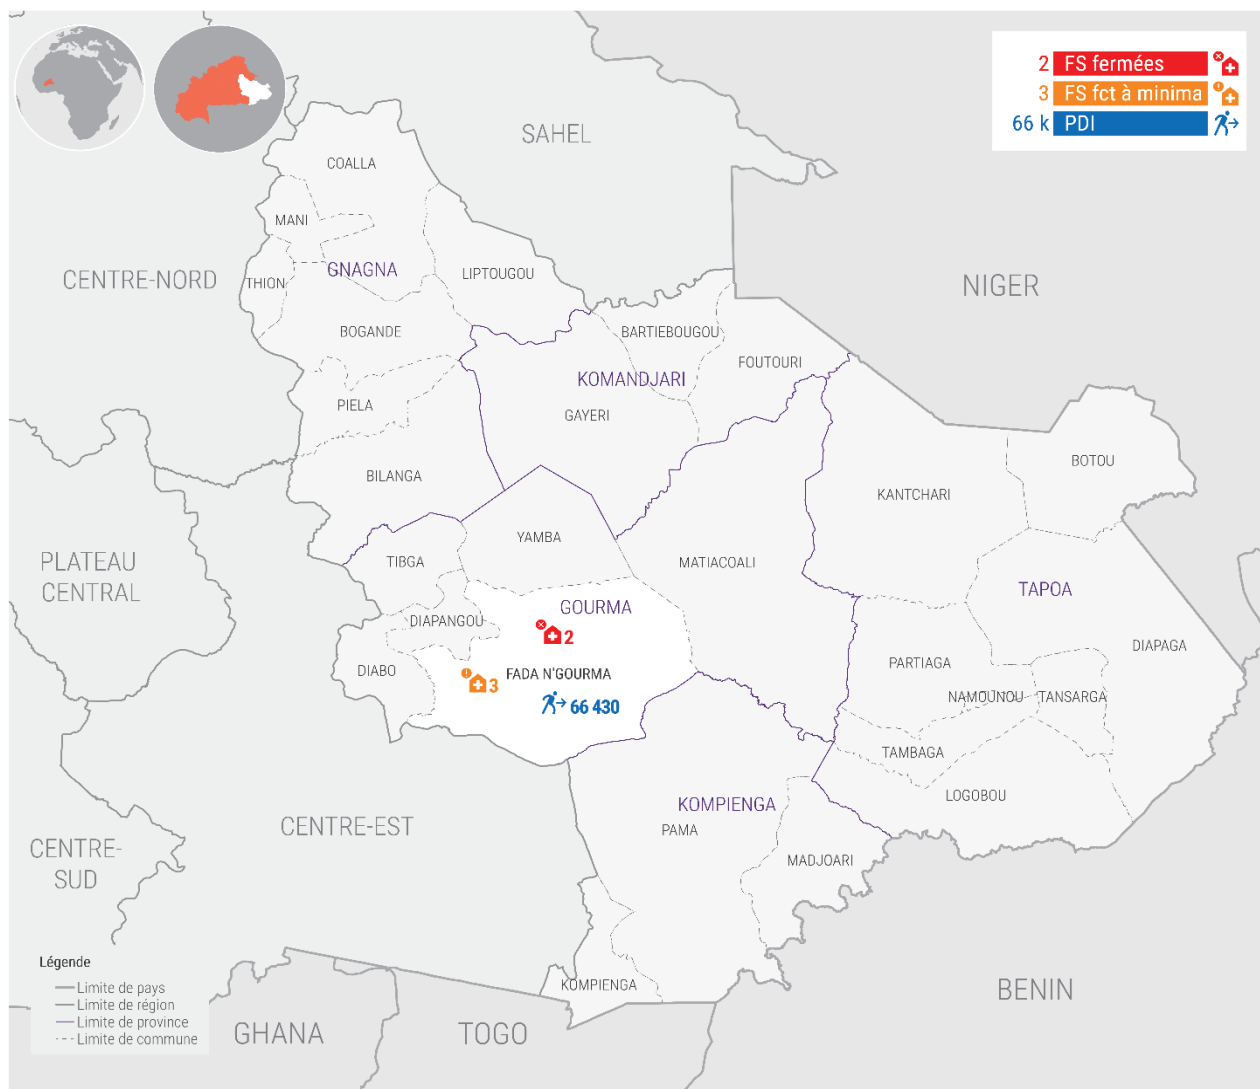 2 FS fermées
3 FS fct à minima
66 k PDI
SAHEL
COALLA
MANI
CENTRE-NORD
GNAGNA
THION
LIPTOUGOU
NIGER
BOGANDE
BARTIEBOUGOU
FOUTOURI
KOMANDJARI
PIELA
GAYERI
BILANGA
BOTOU
KANTCHARI
YAMBA
TIBGA
MATIACOALI
PLATEAU
CENTRAL
TAPOA
GOURMA
DIAPANGOU
2
DIAPAGA
DIABO
PARTIAGA
FADA N'GOURMA
3
NAMOUNOU
TANSARGA
66 430
TAMBAGA
LOGOBOU
KOMPIENGA
PAMA
CENTRE-EST
CENTRE-
SUD
MADJOARI
KOMPIENGA
BENIN
GHANA
TOGO
Légende
Limite de pays
Limite de région
Limite de province
Limite de commune